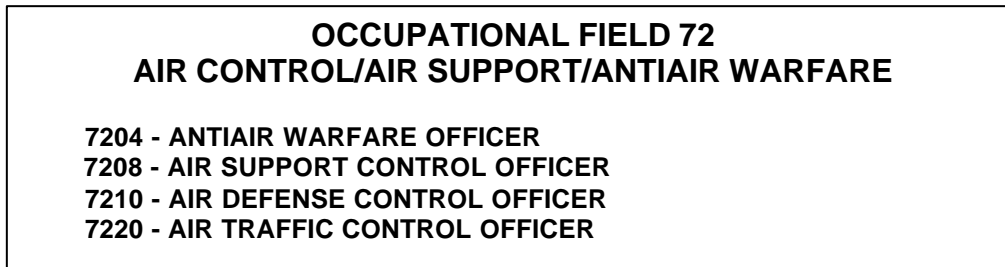 OCCUPATIONAL FIELD 72
AIR CONTROL/AIR SUPPORT/ANTIAIR WARFARE
7204 - ANTIAIR WARFARE OFFICER
7208 - AIR SUPPORT CONTROL OFFICER
7210 - AIR DEFENSE CONTROL OFFICER
7220 - AIR TRAFFIC CONTROL OFFICER